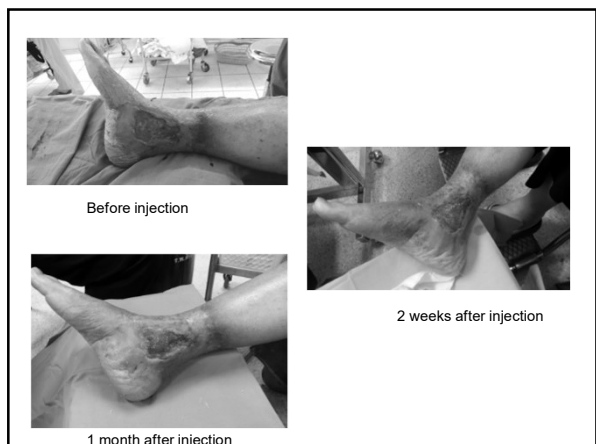 Before injection
2 weeks after injection
1 month after injection